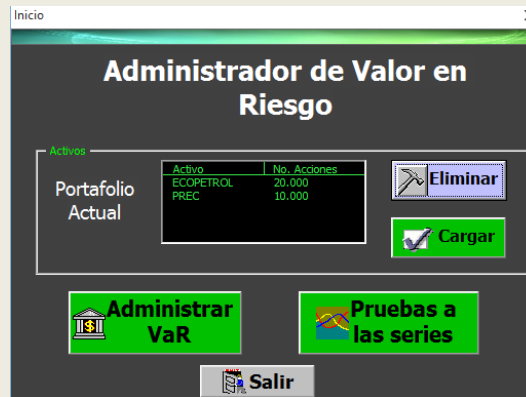 Inicio
Administrador de Valor en
Riesgo
Activos
Portafolio
Actual
Activo No. Acciones
ECOPETROL 20.000
PREC 10.000
Eliminar
Cargar
Administrar
VaR
Pruebas a
las series
Salir